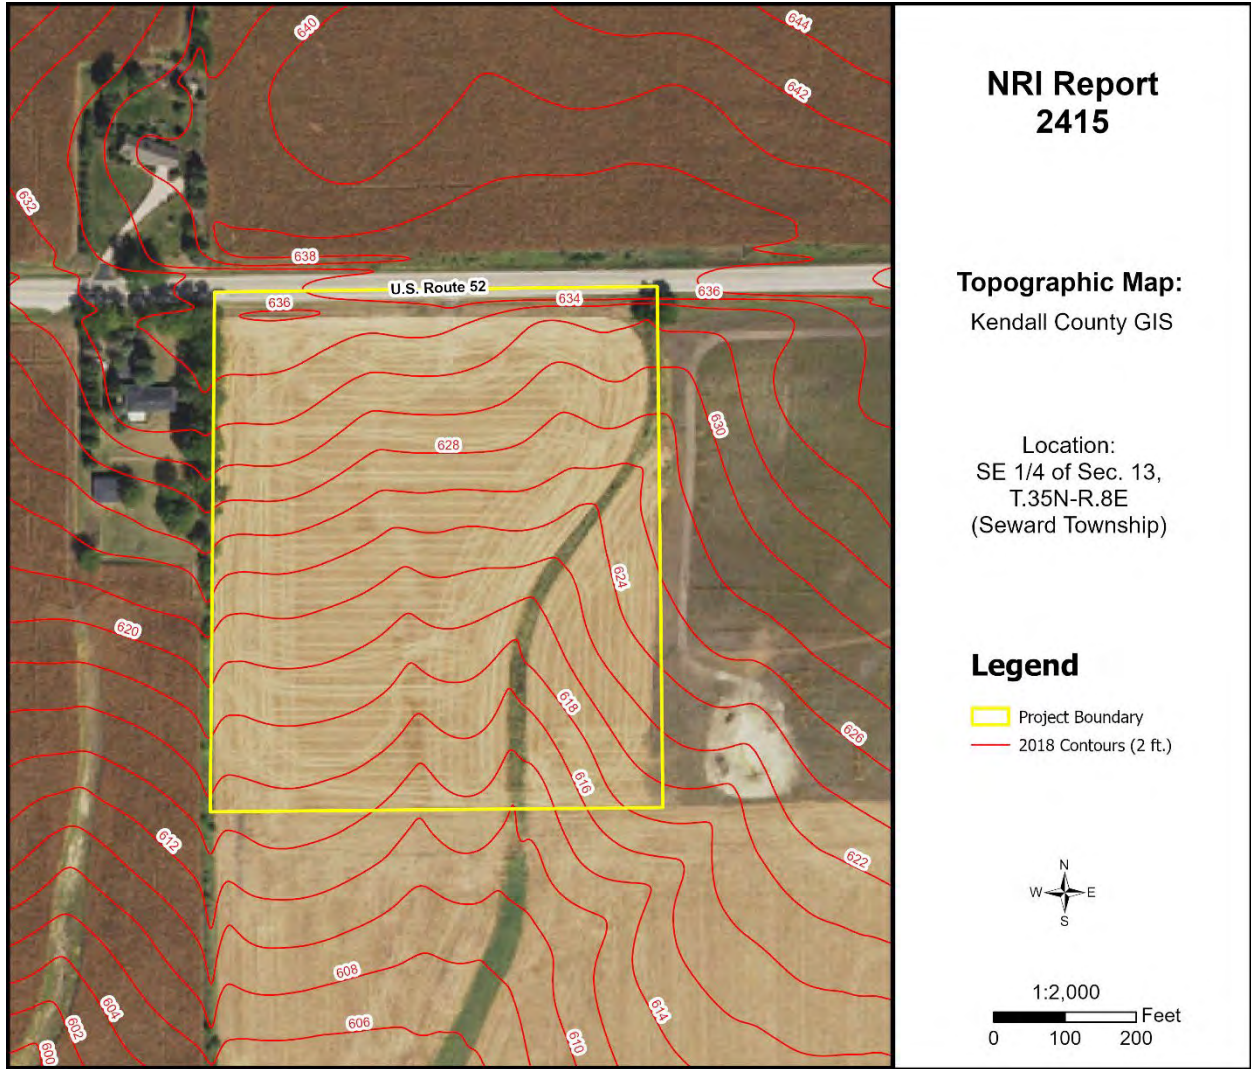 640
644
642
632
638
636
U.S. Route 52
634
636
630
628
624
620
618
626
616
612
622
608
614
604
606
602
610
600
NRI Report
2415
Topographic Map:
Kendall County GIS
Location:
SE 1/4 of Sec. 13,
T.35N-R.8E
(Seward Township)
Legend
Project Boundary
2018 Contours (2 ft.)
N
W E
S
1:2,000
Feet
0 100 200